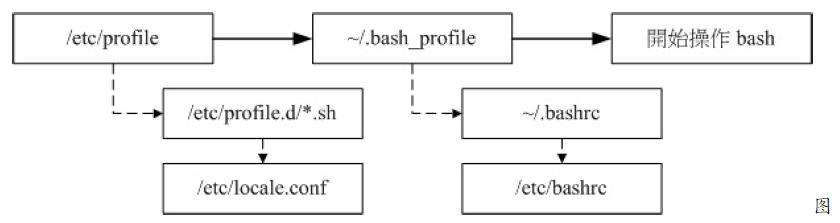 /etc/profile
~/.bash_profile
開始操作 bash
/etc/profile.d/*.sh
~/.bashrc
/etc/locale.conf
/etc/bashrc
图